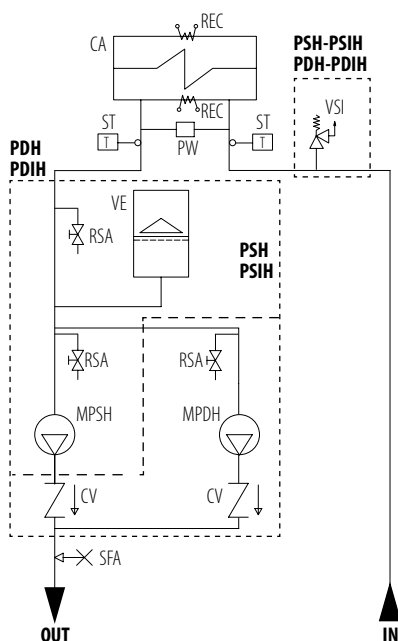 REC
CA
PSH-PSIH
PDH-PDIH
REC
VSI
ST
T
PW
ST
T
PDH
PDIH
VE
RSA
PSH
PSIH
RSA
RSA
MPSH
MPDH
CV
CV
SFA
OUT
IN